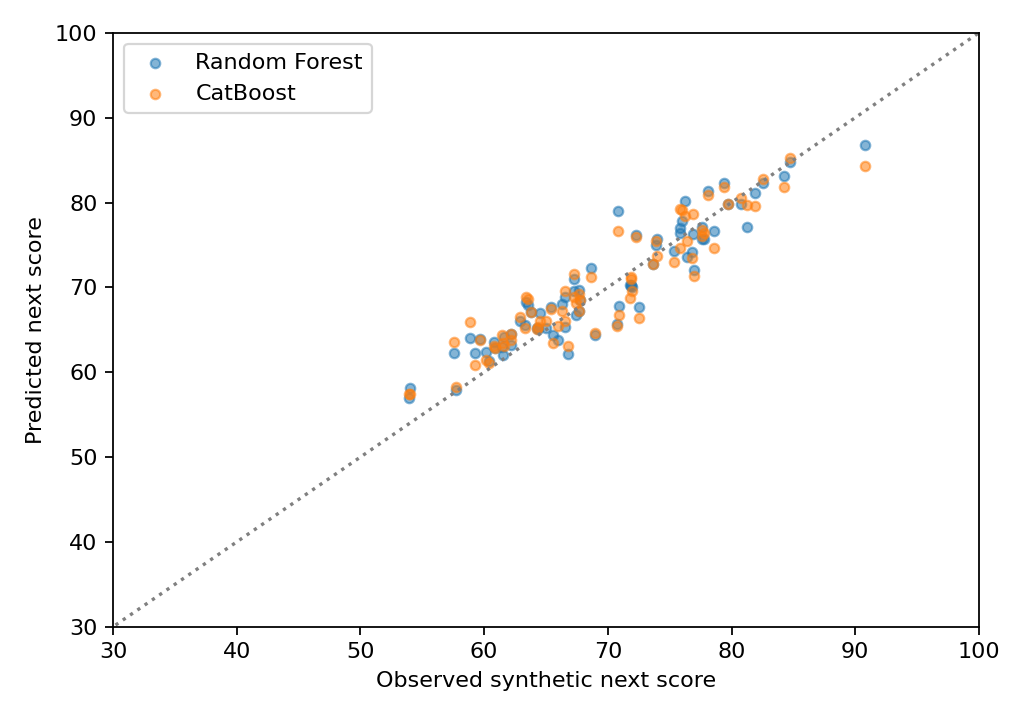 Random Forest
CatBoost
100
90
80
70
60
50
40
30
Predicted next score
30 40 50 60 70 80 90 100
Observed synthetic next score